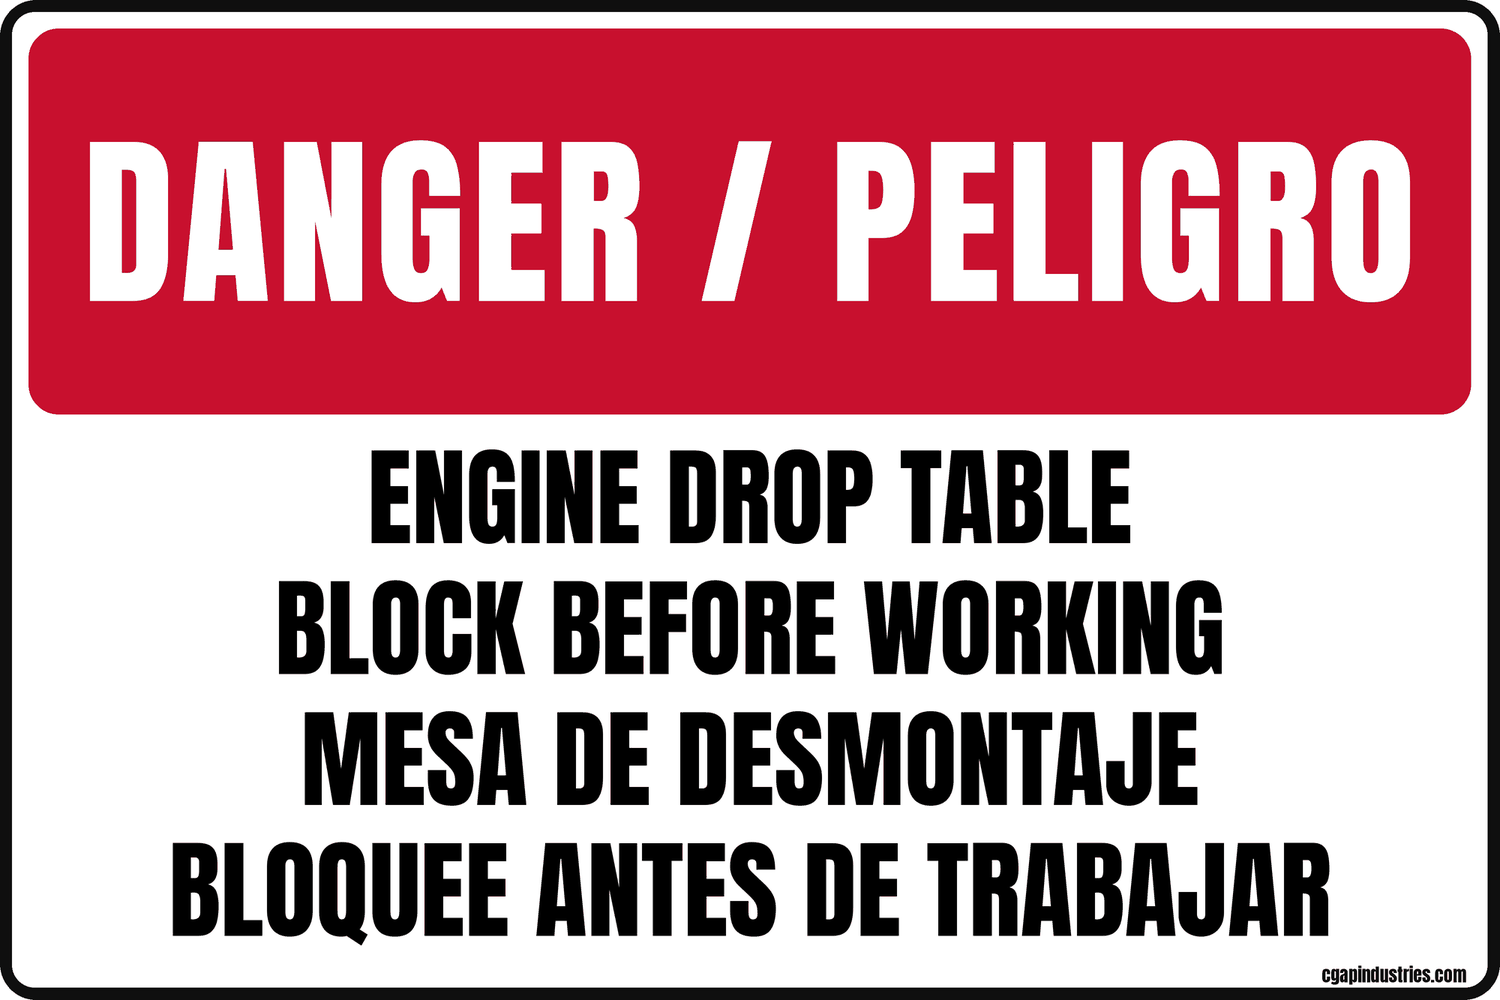 DANGER / PELIGRO
ENGINE DROP TABLE
BLOCK BEFORE WORKING
MESA DE DESMONTAJE
BLOQUEE ANTES DE TRABAJAR
cgapindustries.com